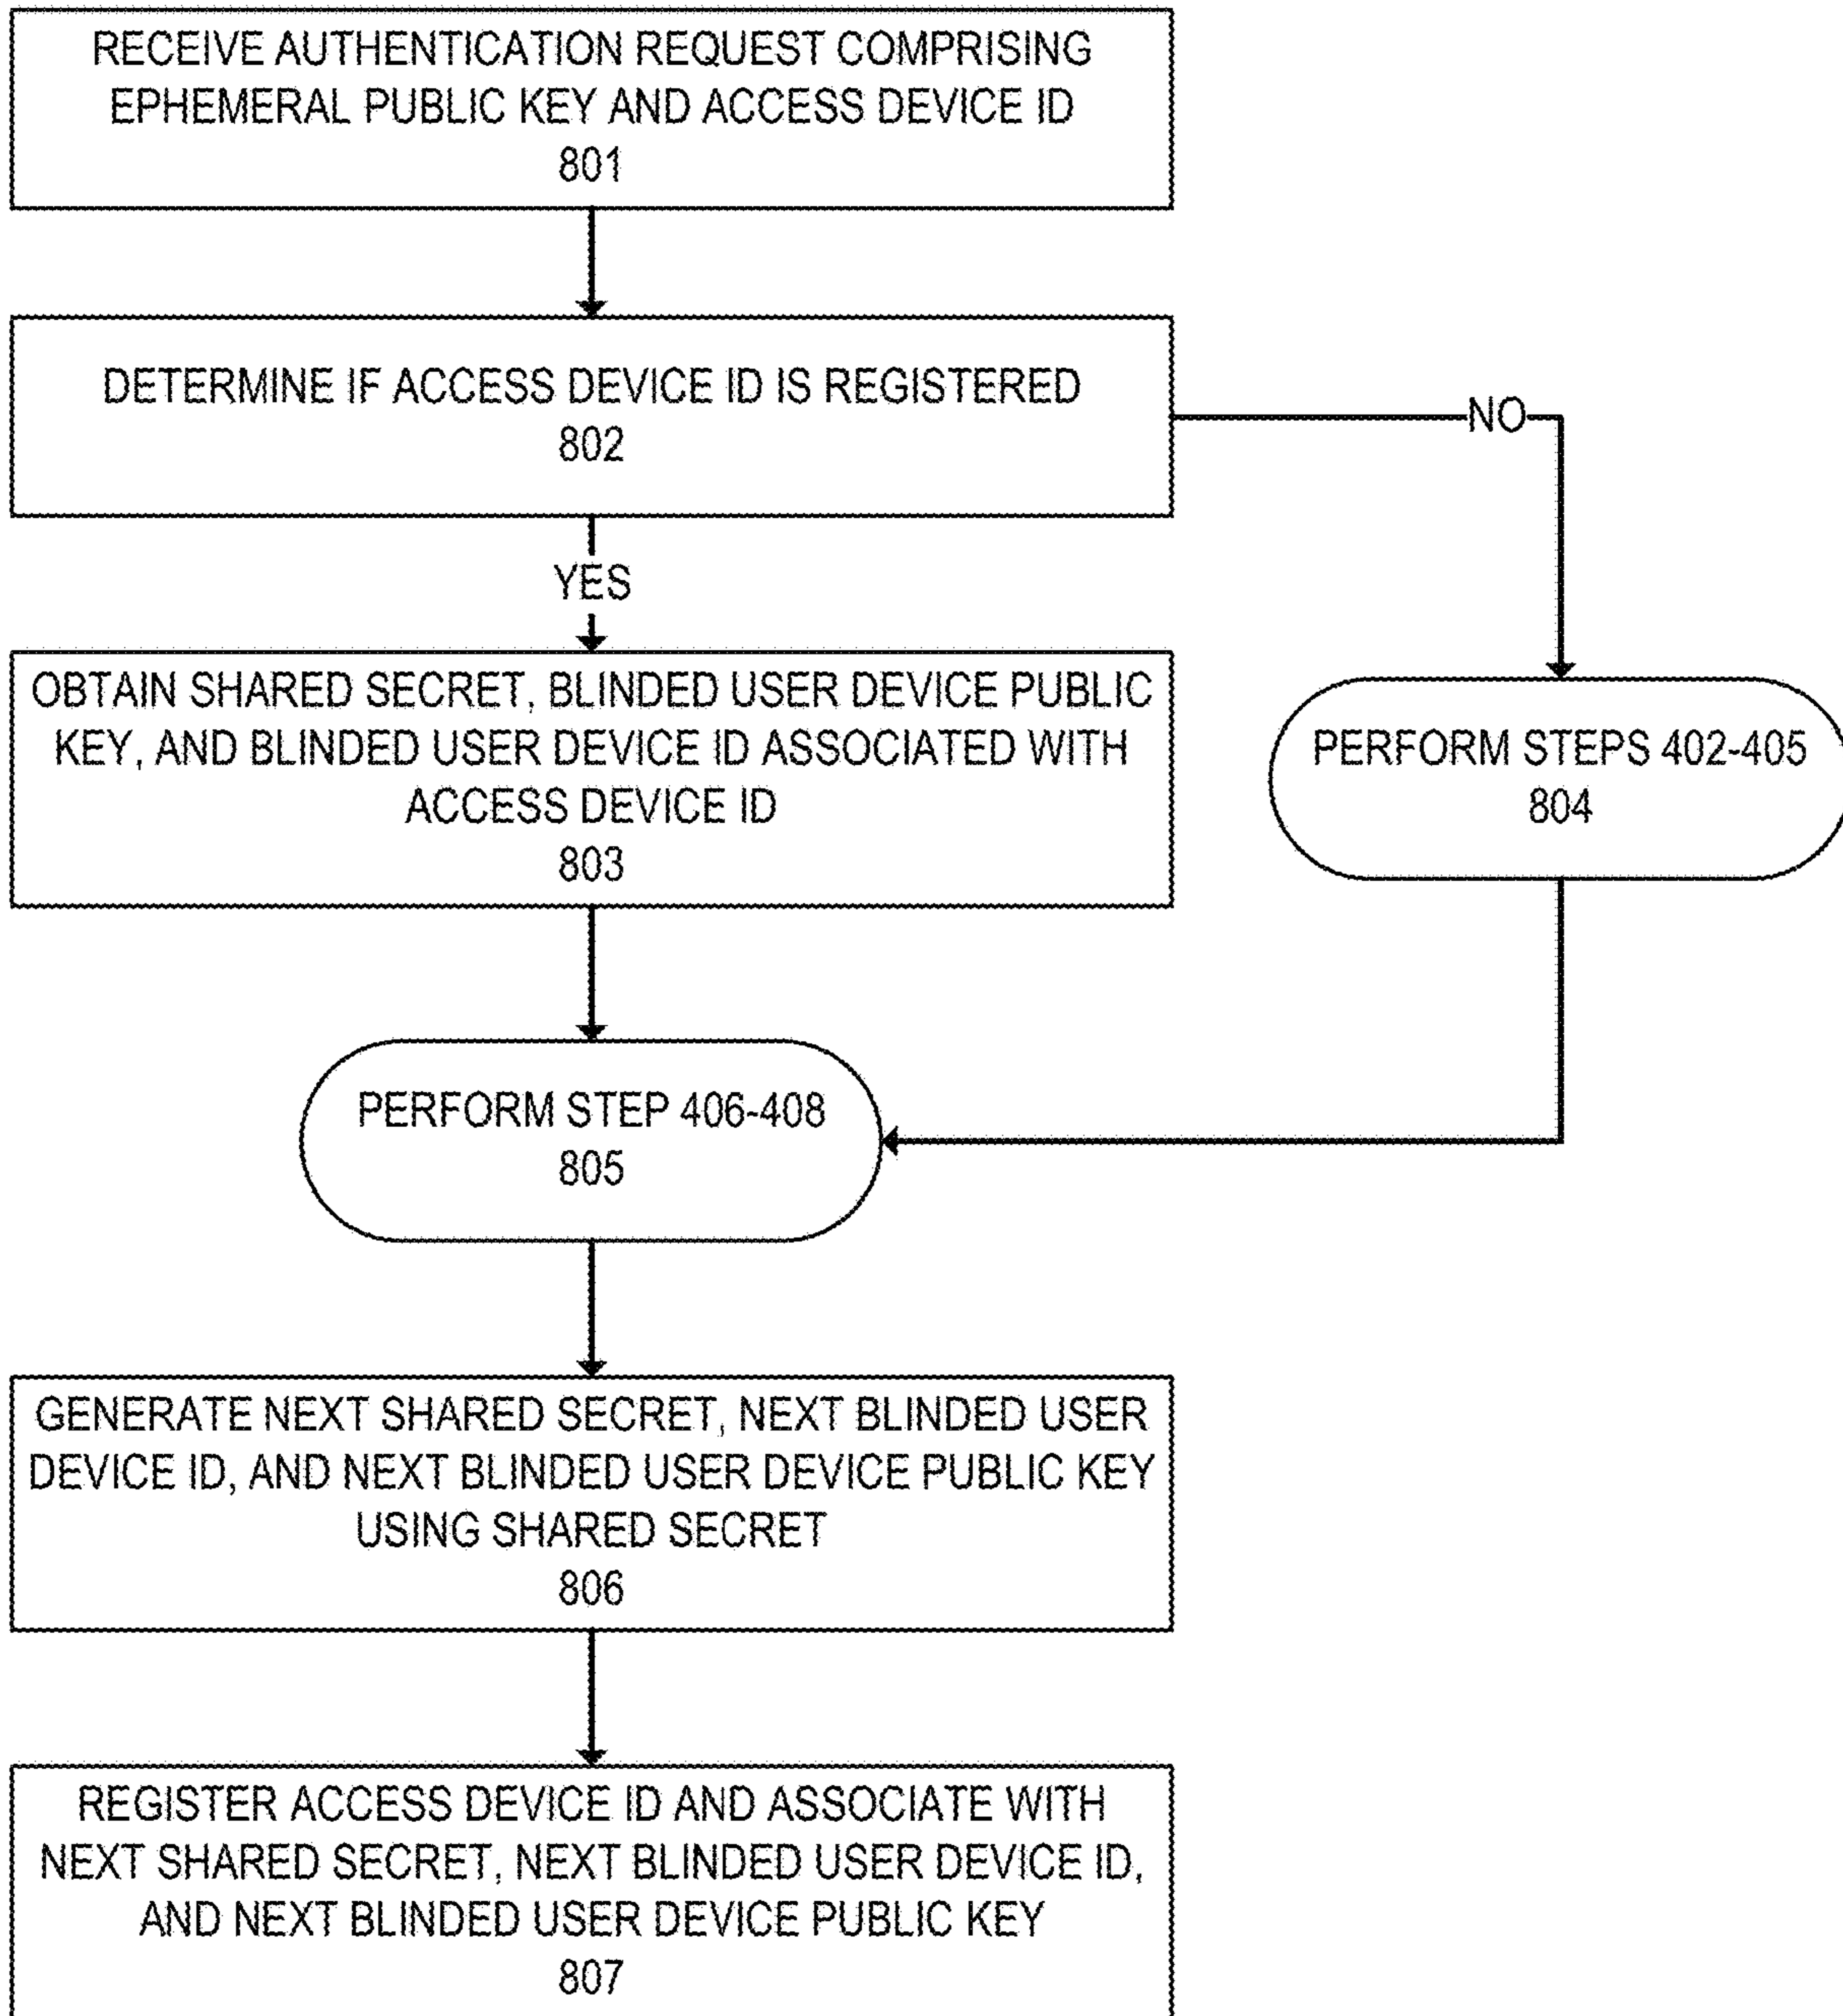 RECEIVE AUTHENTICATION REQUEST COMPRISING
EPHEMERAL PUBLIC KEY AND ACCESS DEVICE ID
801
DETERMINE IF ACCESS DEVICE ID IS REGISTERED
802
NO
YES
OBTAIN SHARED SECRET, BLINDED USER DEVICE PUBLIC
KEY, AND BLINDED USER DEVICE ID ASSOCIATED WITH
ACCESS DEVICE ID
803
PERFORM STEPS 402-405
804
PERFORM STEP 406-408
805
GENERATE NEXT SHARED SECRET, NEXT BLINDED USER
DEVICE ID, AND NEXT BLINDED USER DEVICE PUBLIC KEY
USING SHARED SECRET
806
REGISTER ACCESS DEVICE ID AND ASSOCIATE WITH
NEXT SHARED SECRET, NEXT BLINDED USER DEVICE ID,
AND NEXT BLINDED USER DEVICE PUBLIC KEY
807